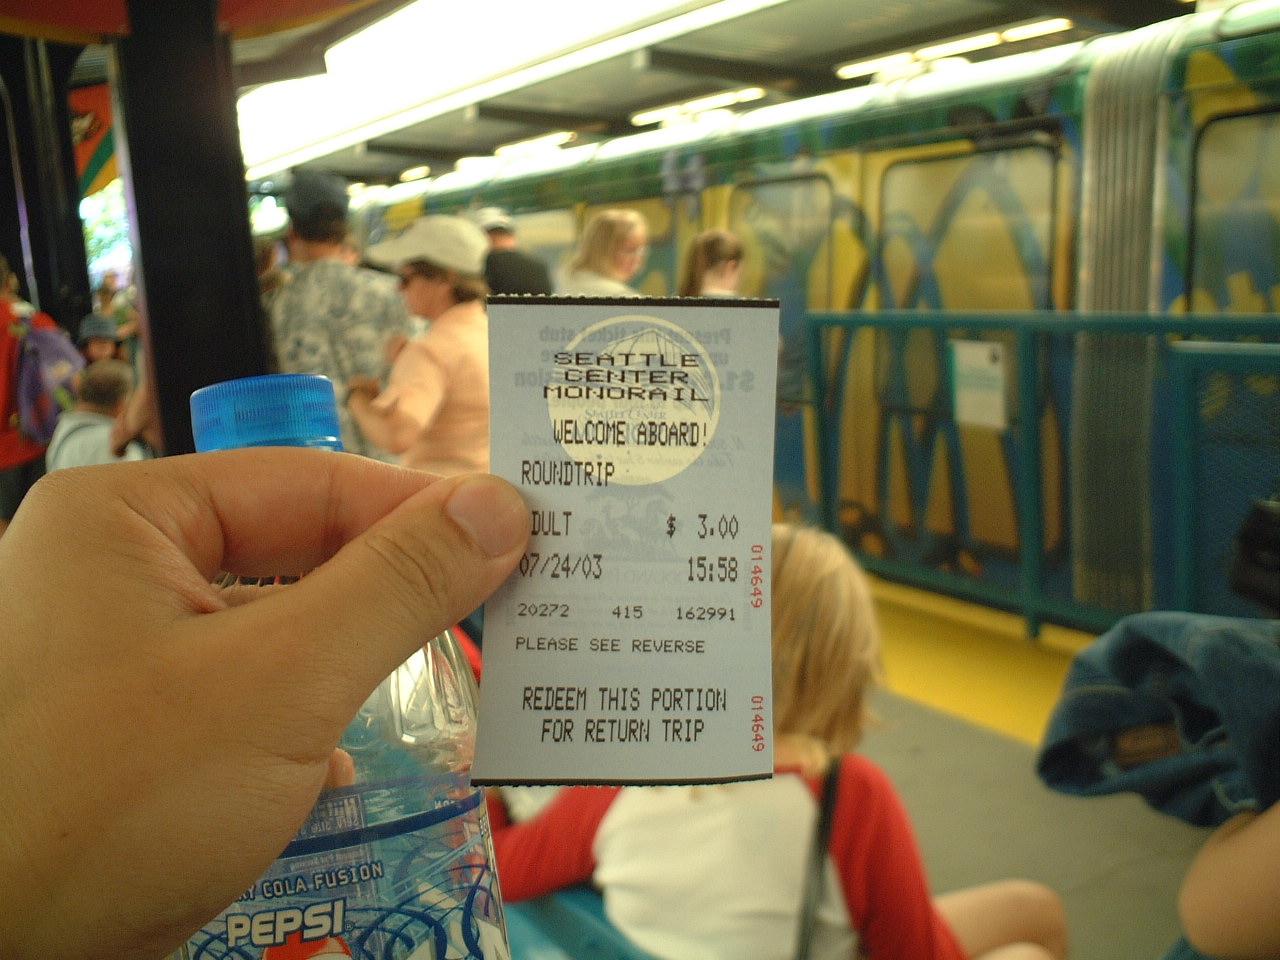 SEATTLE
CENTER
MONORAIL
WELCOME ABOARD!
ROUNDTRIP
DULT $ 3.00
07/24/03 15:58
20272 415 162991
PLEASE SEE REVERSE
REDEEM THIS PORTION
FOR RETURN TRIP
014649
014649
COLA FUSION
PEPSI